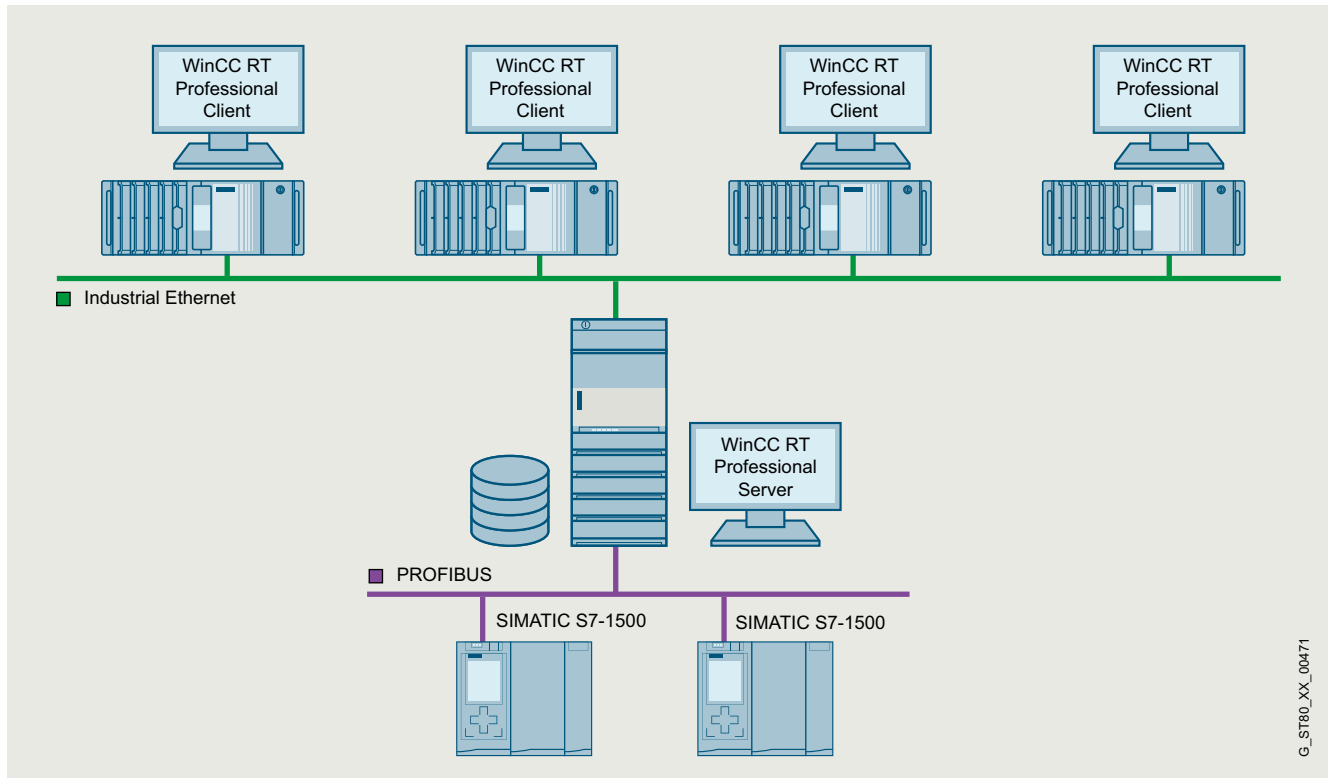 WinCC RT
Professional
Client
WinCC RT
Professional
Client
WinCC RT
Professional
Client
WinCC RT
Professional
Client
Industrial Ethernet
WinCC RT
Professional
Server
PROFIBUS
SIMATIC S7-1500
SIMATIC S7-1500
G_ST80_XX_00471